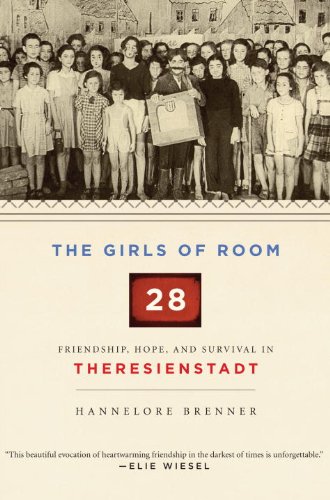 THE GIRLS OF ROOM
28
FRIENDSHIP, HOPE, AND SURVIVAL IN
THERESIENSTADT
HANNELORE BRENNER
"This beautiful evocation of heartwarming friendship in the darkest of times is unforgettable."
—ELIE WIESEL